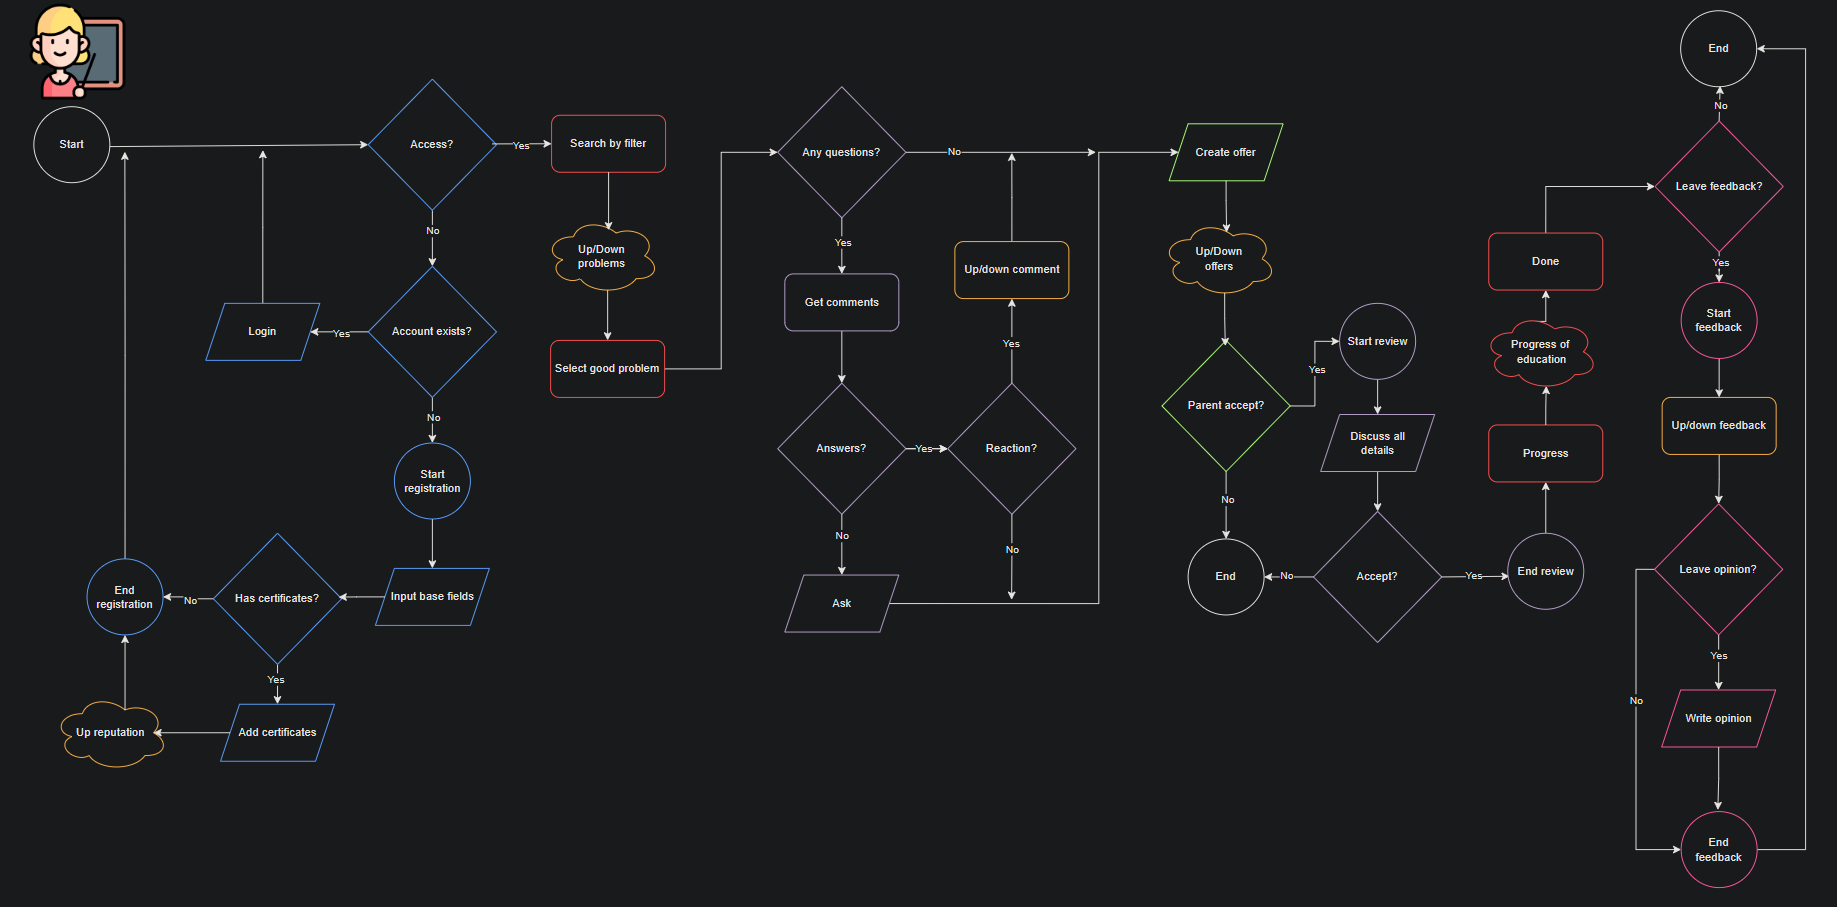 Start
Access?
Yes
Search by filter
No
Up/Down
problems
Account exists?
Yes
Login
Select good problem
No
Start
registration
Input base fields
Has certificates?
No
End
registration
Yes
Add certificates
Up reputation
Any questions?
No
Yes
Get comments
Up/down comment
Yes
Answers?
Yes
Reaction?
No
No
Ask
Create offer
Up/Down
offers
Parent accept?
Yes
Start review
Discuss all
details
No
End
No
Accept?
Yes
End review
Progress
Progress of
education
Done
End
No
Leave feedback?
Yes
Start
feedback
Up/down feedback
Leave opinion?
Yes
No
Write opinion
End
feedback